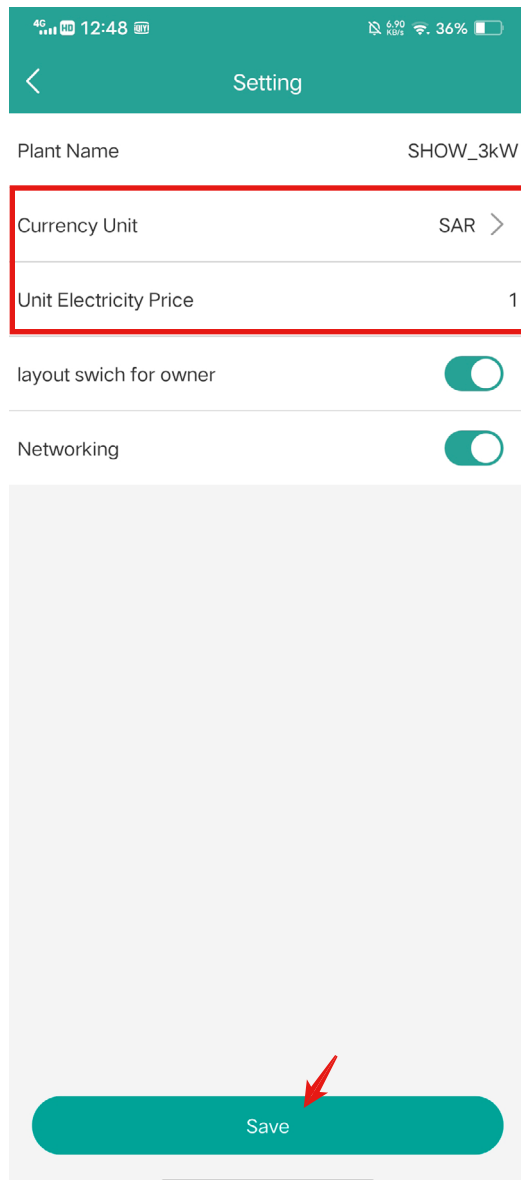 4G HD 12:48 QIY 6.90 KB/s 36%
Setting
Plant Name SHOW_3kW
Currency Unit SAR
Unit Electricity Price 1
layout swich for owner
Networking
Save